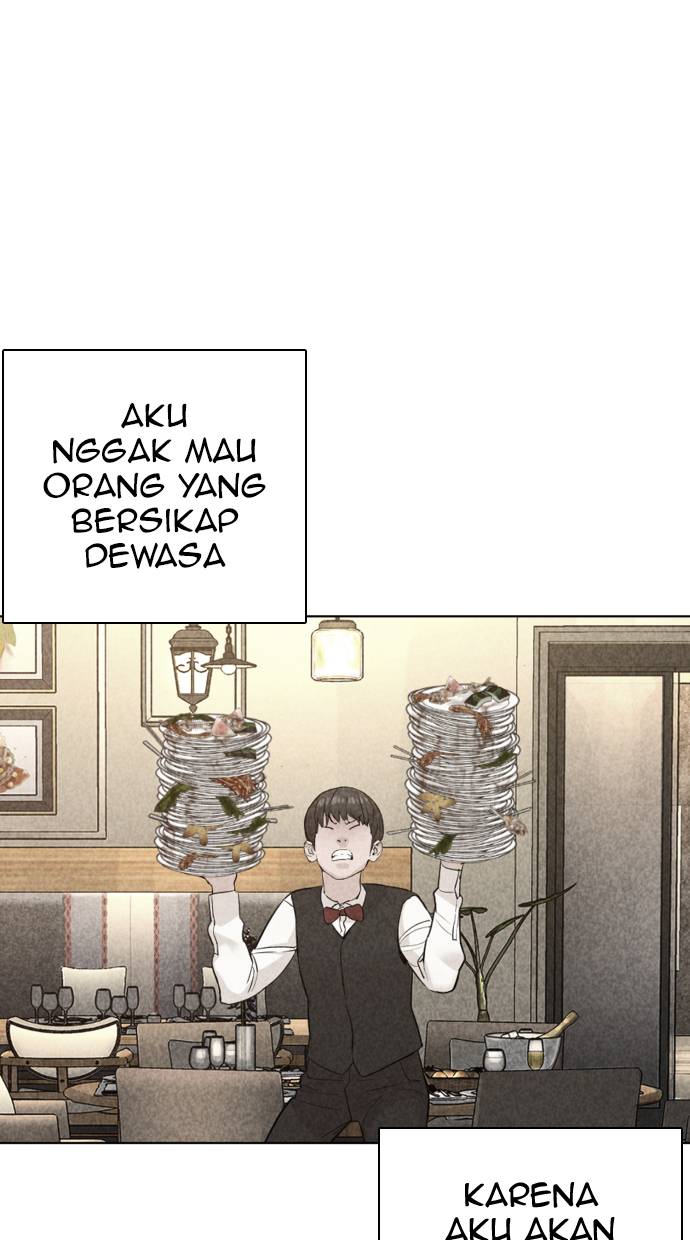 AKU
NGGAK MAU
ORANG YANG
BERSIKAP
DEWASA
KARENA
AKU AKAN